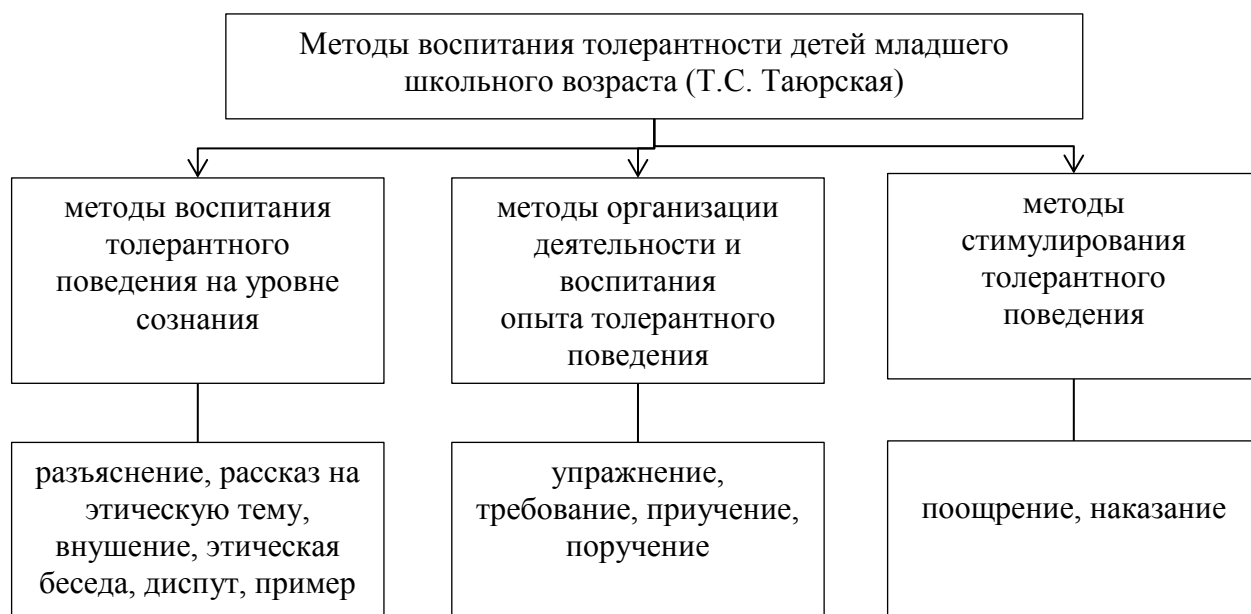 Методы воспитания толерантности детей младшего
школьного возраста (Т.С. Таюрская)
методы воспитания
толерантного
поведения на уровне
сознания
методы организации
деятельности и
воспитания
опыта толерантного
поведения
методы
стимулирования
толерантного
поведения
разъяснение, рассказ на
этическую тему,
внушение, этическая
беседа, диспут, пример
упражнение,
требование, приучение,
поручение
поощрение, наказание